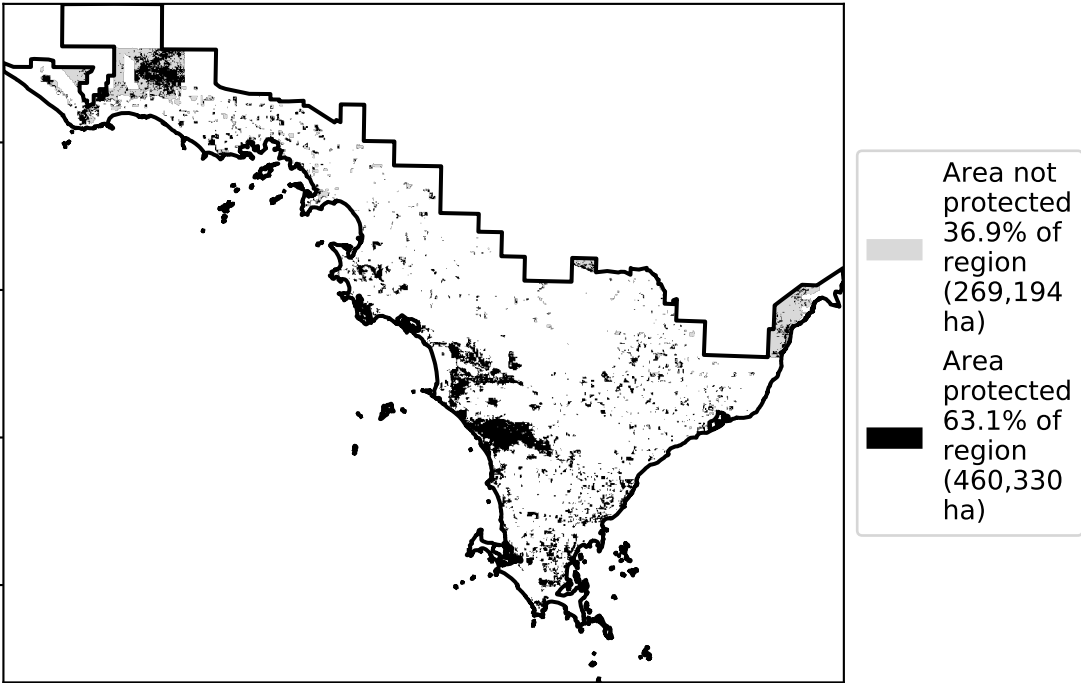 Area not
protected
36.9% of
region
(269,194
ha)
Area
protected
63.1% of
region
(460,330
ha)